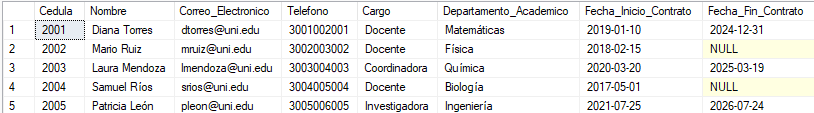 Cedula Nombre Correo_Electronico Telefono Cargo Departamento_Academico Fecha_Inicio_Contrato Fecha_Fin_Contrato
1 2001 Diana Torres dtorres@uni.edu 3001002001 Docente Matemáticas 2019-01-10 2024-12-31
2 2002 Mario Ruiz mruiz@uni.edu 3002003002 Docente Física 2018-02-15 NULL
3 2003 Laura Mendoza lmendoza@uni.edu 3003004003 Coordinadora Química 2020-03-20 2025-03-19
4 2004 Samuel Ríos srios@uni.edu 3004005004 Docente Biología 2017-05-01 NULL
5 2005 Patricia León pleon@uni.edu 3005006005 Investigadora Ingeniería 2021-07-25 2026-07-24